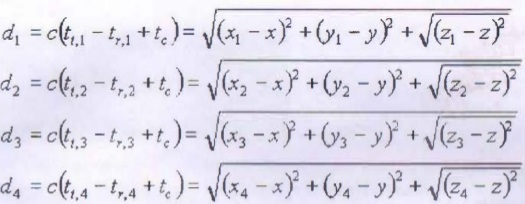 d₁ = c(t_{t,1} − t_{r,1} + t_c) = √((x₁ − x)² + (y₁ − y)² + √((z₁ − z)²))
d₂ = c(t_{t,2} − t_{r,2} + t_c) = √((x₂ − x)² + (y₂ − y)² + √((z₂ − z)²))
d₃ = c(t_{t,3} − t_{r,3} + t_c) = √((x₃ − x)² + (y₃ − y)² + √((z₃ − z)²))
d₄ = c(t_{t,4} − t_{r,4} + t_c) = √((x₄ − x)² + (y₄ − y)² + √((z₄ − z)²))